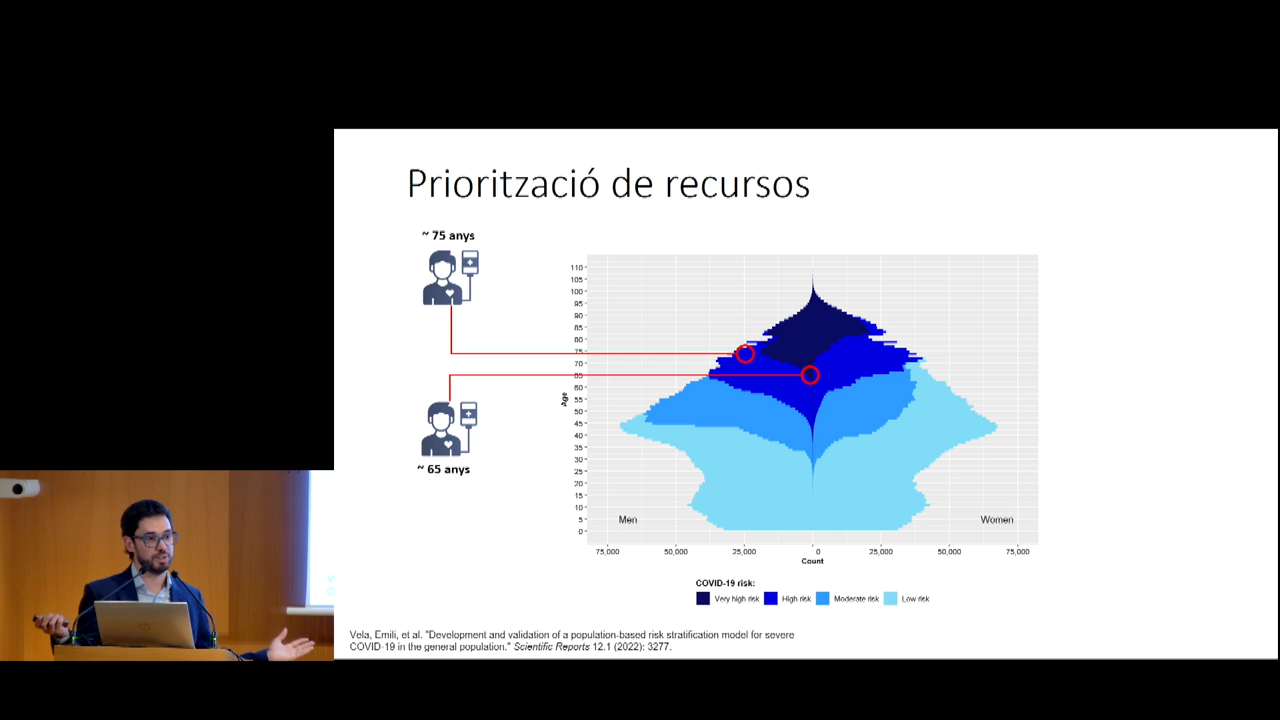 Priorització de recursos
~ 75 anys
~ 65 anys
110
105
100
95
90
85
80
75
70
65
60
55
50
45
40
35
30
25
20
15
10
5
0
Age
Men
Women
75,000 50,000 25,000 0 25,000 50,000 75,000
Count
COVID-19 risk:
Very high risk High risk Moderate risk Low risk
Vela, Emili, et al. "Development and validation of a population-based risk stratification model for severe
COVID-19 in the general population." Scientific Reports 12.1 (2022): 3277.